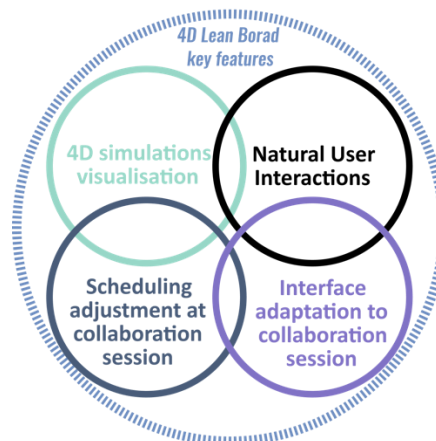 4D Lean Borad
key features
4D simulations
visualisation
Natural User
Interactions
Scheduling
adjustment at
collaboration
session
Interface
adaptation to
collaboration
session